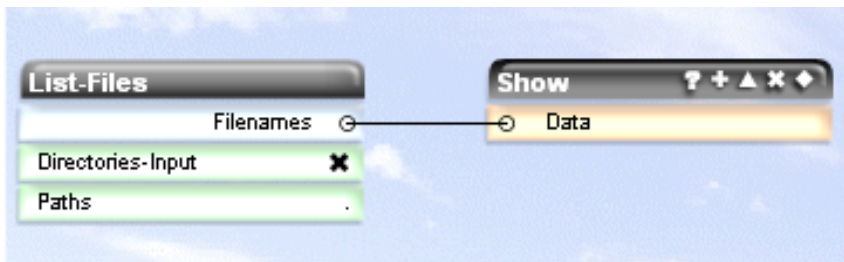 List-Files
Filenames
Directories-Input
Paths .
Show ?
Data